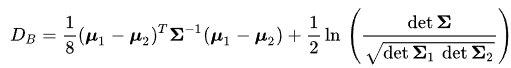 D_B = \frac{1}{8}(\boldsymbol{\mu}_1 - \boldsymbol{\mu}_2)^T \boldsymbol{\Sigma}^{-1}(\boldsymbol{\mu}_1 - \boldsymbol{\mu}_2) + \frac{1}{2} \ln \left( \frac{\det \boldsymbol{\Sigma}}{\sqrt{\det \boldsymbol{\Sigma}_1 \, \det \boldsymbol{\Sigma}_2}} \right)